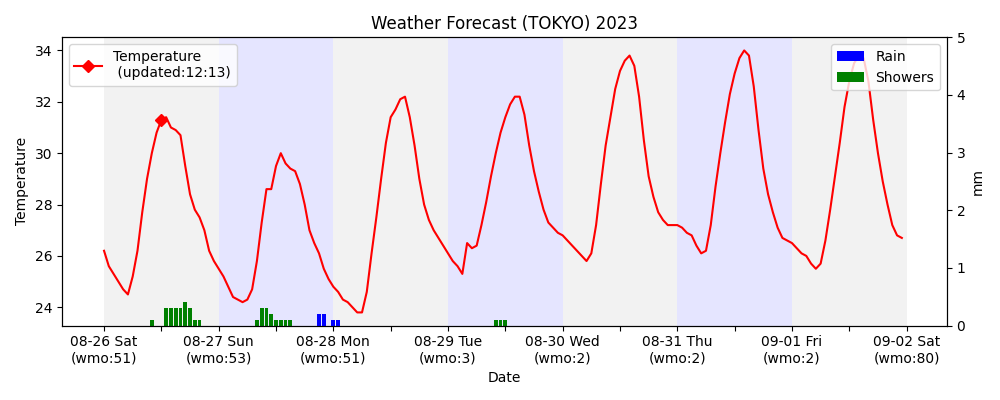 Weather Forecast (TOKYO) 2023
Temperature
(updated:12:13)
Rain
Showers
34
32
30
28
26
24
Temperature
5
4
3
2
1
0
mm
08-26 Sat 08-27 Sun 08-28 Mon 08-29 Tue 08-30 Wed 08-31 Thu 09-01 Fri 09-02 Sat
(wmo:51) (wmo:53) (wmo:51) (wmo:3) (wmo:2) (wmo:2) (wmo:2) (wmo:80)
Date